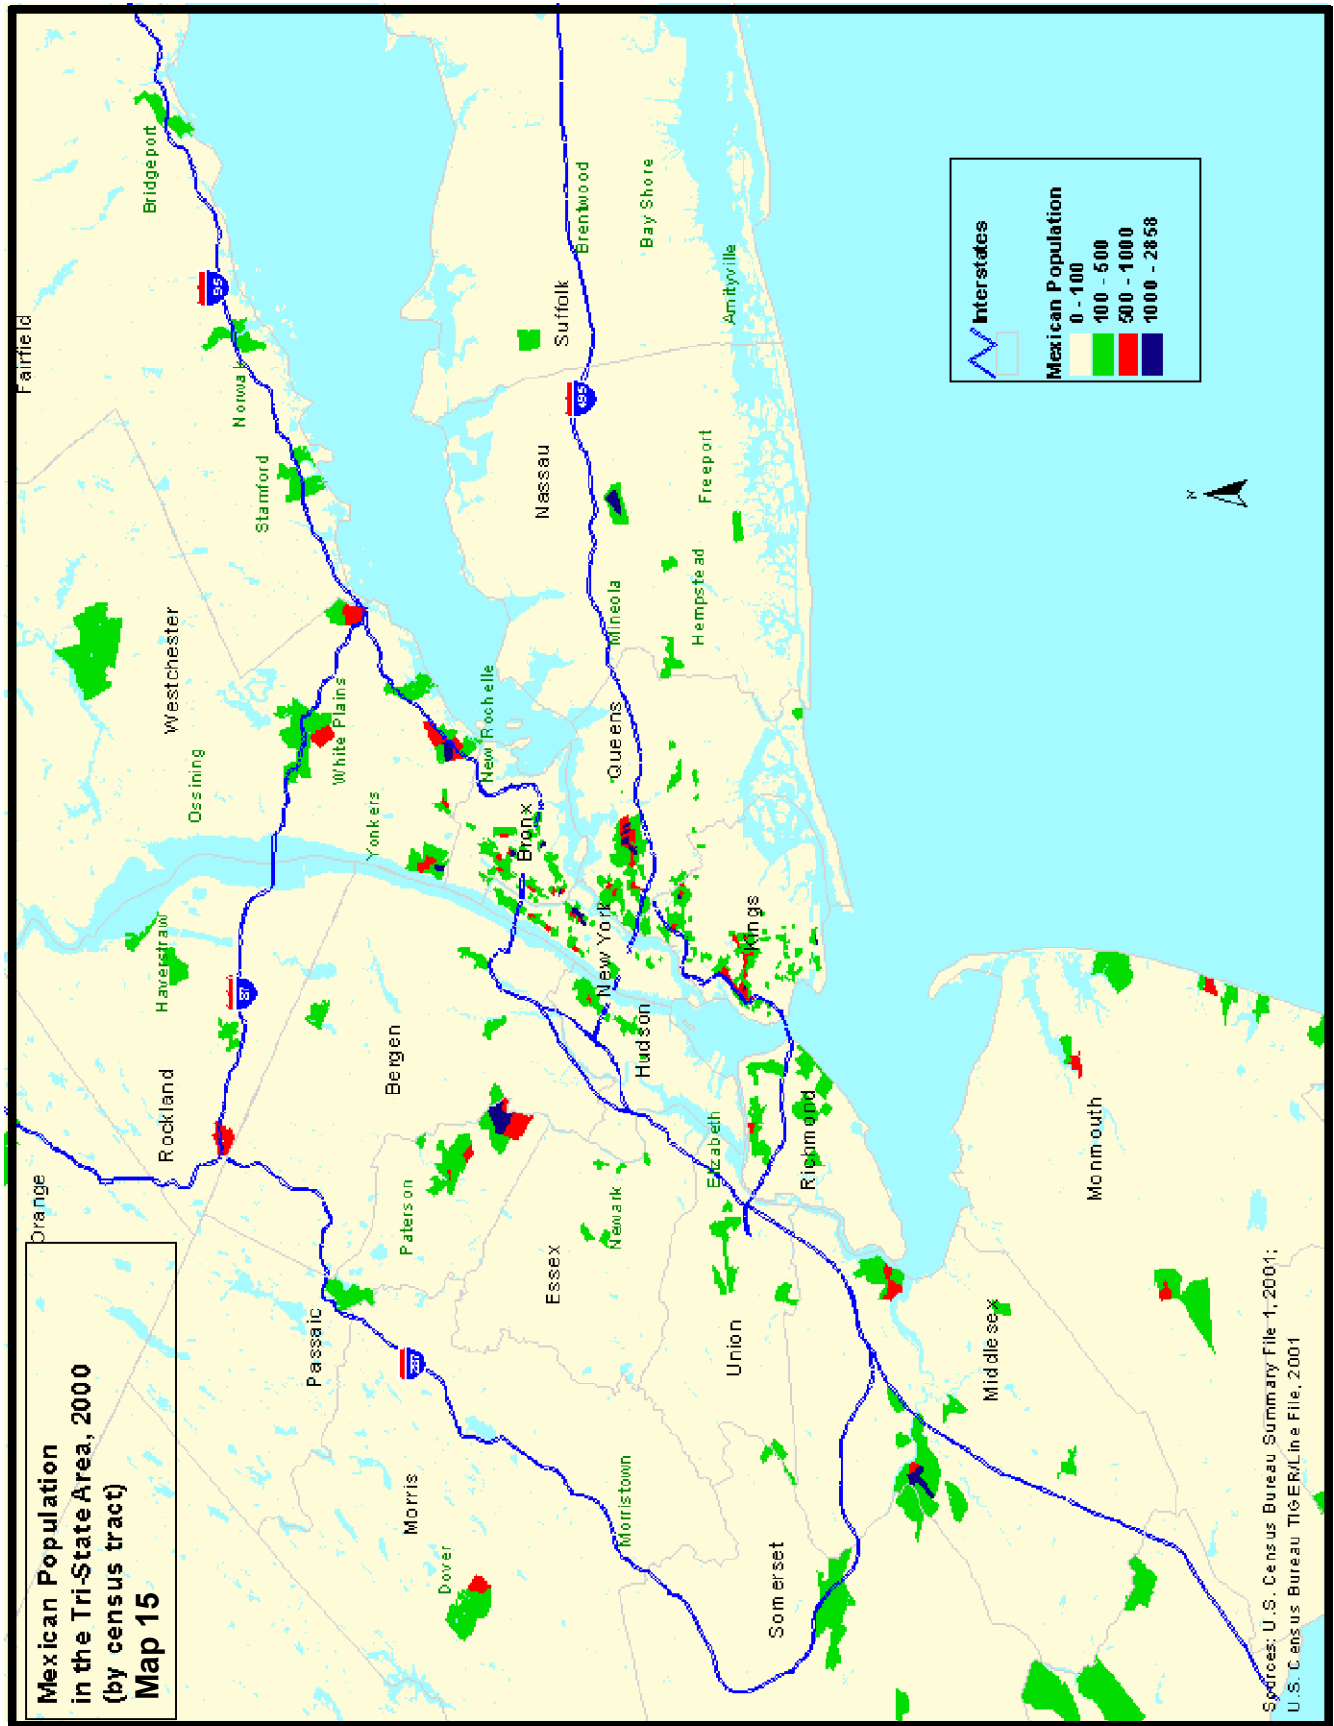 Mexican Population
in the Tri-State Area, 2000
(by census tract)
Map 15
Orange
Fairfield
Rockland
Haverstraw
Ossining
Westchester
Bridgeport
Norwalk
Stamford
White Plains
Yonkers
New Rochelle
95
87
287
495
Passaic
Paterson
Bergen
Morris
Dover
Essex
Newark
Morristown
Hudson
New York
Bronx
Queens
Mineola
Nassau
Suffolk
Brentwood
Bay Shore
Amityville
Freeport
Hempstead
Kings
Union
Elizabeth
Richmond
Somerset
Middlesex
Monmouth
Interstates
Mexican Population
0 - 100
100 - 500
500 - 1000
1000 - 2858
N
Sources: U.S. Census Bureau Summary File 1, 2001;
U.S. Census Bureau TIGER/Line File, 2001